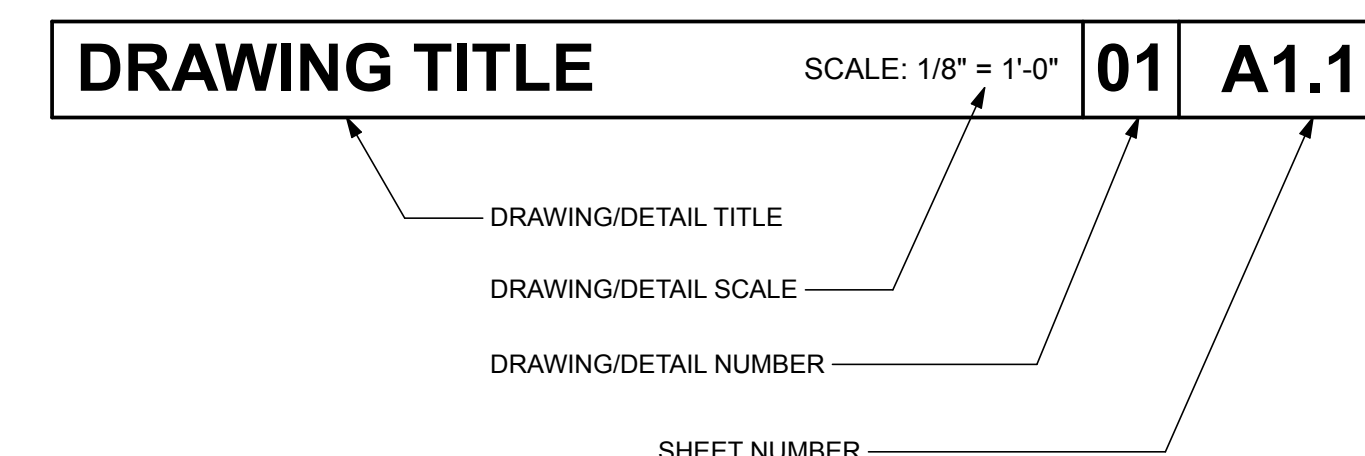 DRAWING TITLE SCALE: 1/8" = 1'-0" 01 A1.1
DRAWING/DETAIL TITLE
DRAWING/DETAIL SCALE
DRAWING/DETAIL NUMBER
SHEET NUMBER